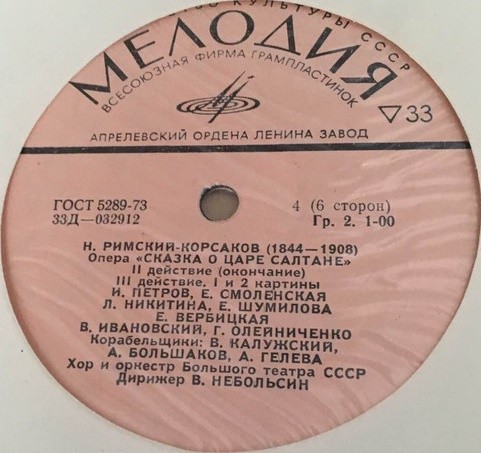 КУЛЬТУРЫ СССР
МЕЛОДИЯ
ВСЕСОЮЗНАЯ ФИРМА ГРАМПЛАСТИНОК
▽33
АПРЕЛЕВСКИЙ ОРДЕНА ЛЕНИНА ЗАВОД
ГОСТ 5289-73
33Д—032912
4 (6 сторон)
Гр. 2. 1-00
Н. РИМСКИЙ-КОРСАКОВ (1844—1908)
Опера «СКАЗКА О ЦАРЕ САЛТАНЕ»
II действие (окончание)
III действие. 1 и 2 картины
И. ПЕТРОВ, Е. СМОЛЕНСКАЯ
Л. НИКИТИНА, Е. ШУМИЛОВА
Е. ВЕРБИЦКАЯ
В. ИВАНОВСКИЙ, Г. ОЛЕЙНИЧЕНКО
Корабельщики: В. КАЛУЖСКИЙ,
А. БОЛЬШАКОВ, А. ГЕЛЕВА
Хор и оркестр Большого театра СССР
Дирижер В. НЕБОЛЬСИН